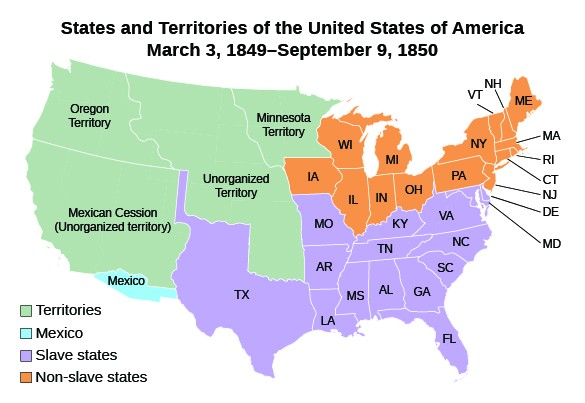 States and Territories of the United States of America
March 3, 1849–September 9, 1850
NH
VT
ME
Oregon
Territory
Minnesota
Territory
WI
MI
NY
MA
RI
CT
NJ
DE
MD
PA
IA
IL
IN
OH
Unorganized
Territory
Mexican Cession
(Unorganized territory)
MO
KY
VA
NC
TN
SC
AR
MS
AL
GA
LA
FL
TX
Mexico
Territories
Mexico
Slave states
Non-slave states